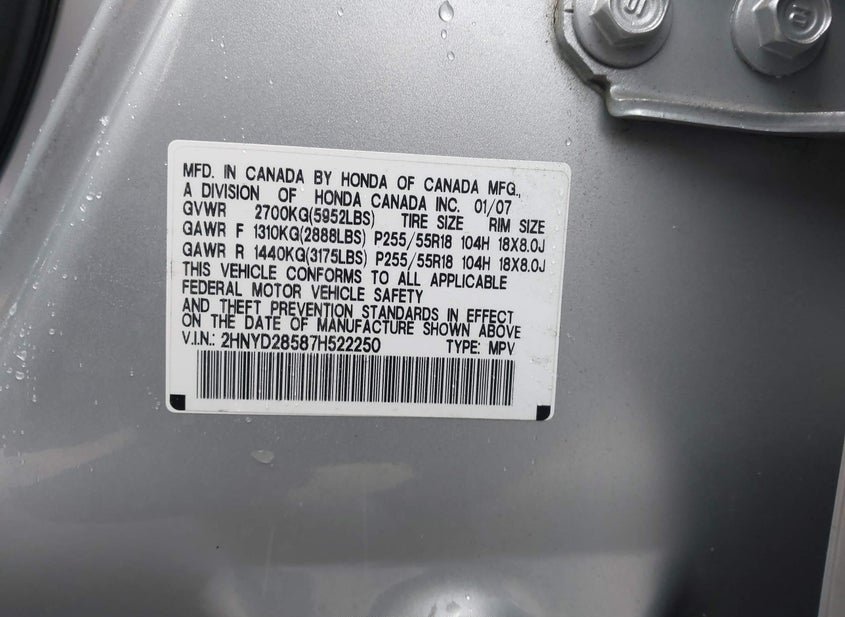 MFD. IN CANADA BY HONDA OF CANADA MFG.,
A DIVISION OF HONDA CANADA INC. 01/07
GVWR 2700KG(5952LBS) TIRE SIZE RIM SIZE
GAWR F 1310KG(2888LBS) P255/55R18 104H 18X8.0J
GAWR R 1440KG(3175LBS) P255/55R18 104H 18X8.0J
THIS VEHICLE CONFORMS TO ALL APPLICABLE
FEDERAL MOTOR VEHICLE SAFETY
AND THEFT PREVENTION STANDARDS IN EFFECT
ON THE DATE OF MANUFACTURE SHOWN ABOVE
V.I.N.: 2HNYD28587H522250 TYPE: MPV